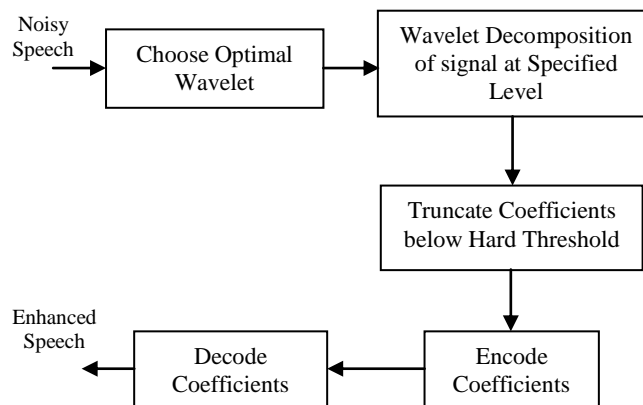 Noisy
Speech
Choose Optimal
Wavelet
Wavelet Decomposition
of signal at Specified
Level
Truncate Coefficients
below Hard Threshold
Encode
Coefficients
Decode
Coefficients
Enhanced
Speech